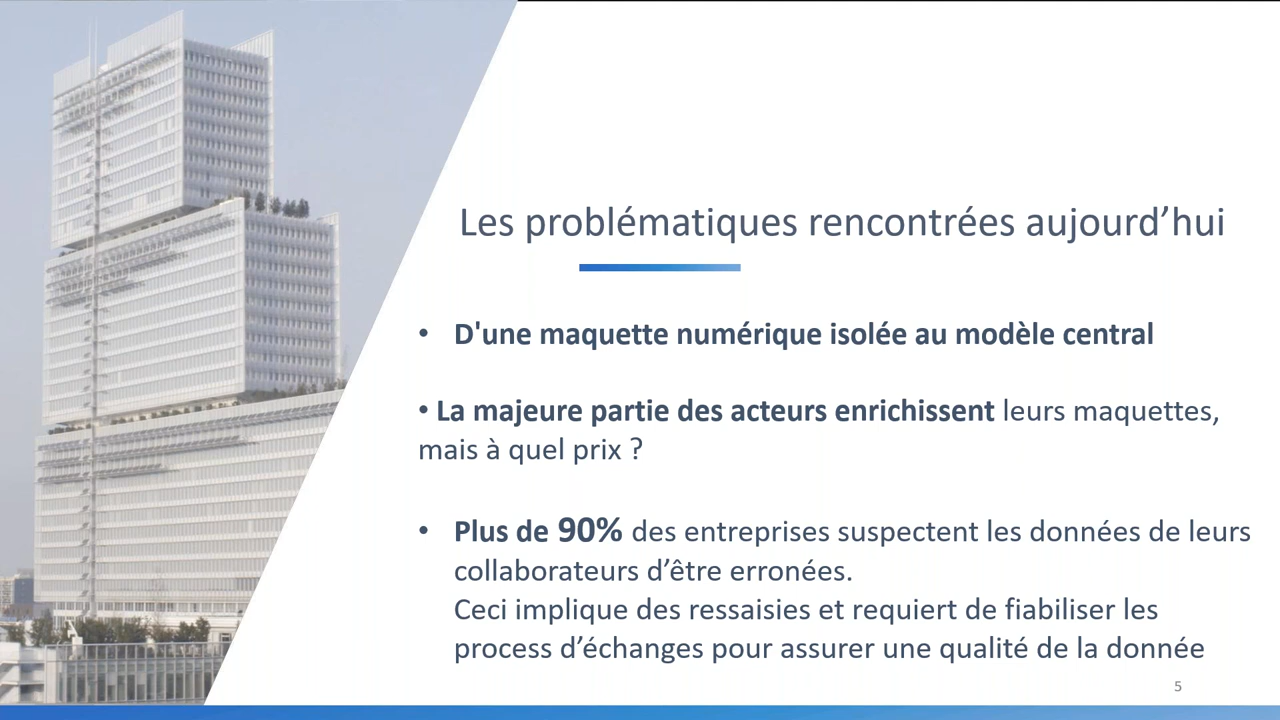 Les problématiques rencontrées aujourd’hui
• D'une maquette numérique isolée au modèle central
• La majeure partie des acteurs enrichissent leurs maquettes,
mais à quel prix ?
• Plus de 90% des entreprises suspectent les données de leurs
collaborateurs d’être erronées.
Ceci implique des ressaisies et requiert de fiabiliser les
process d’échanges pour assurer une qualité de la donnée
5